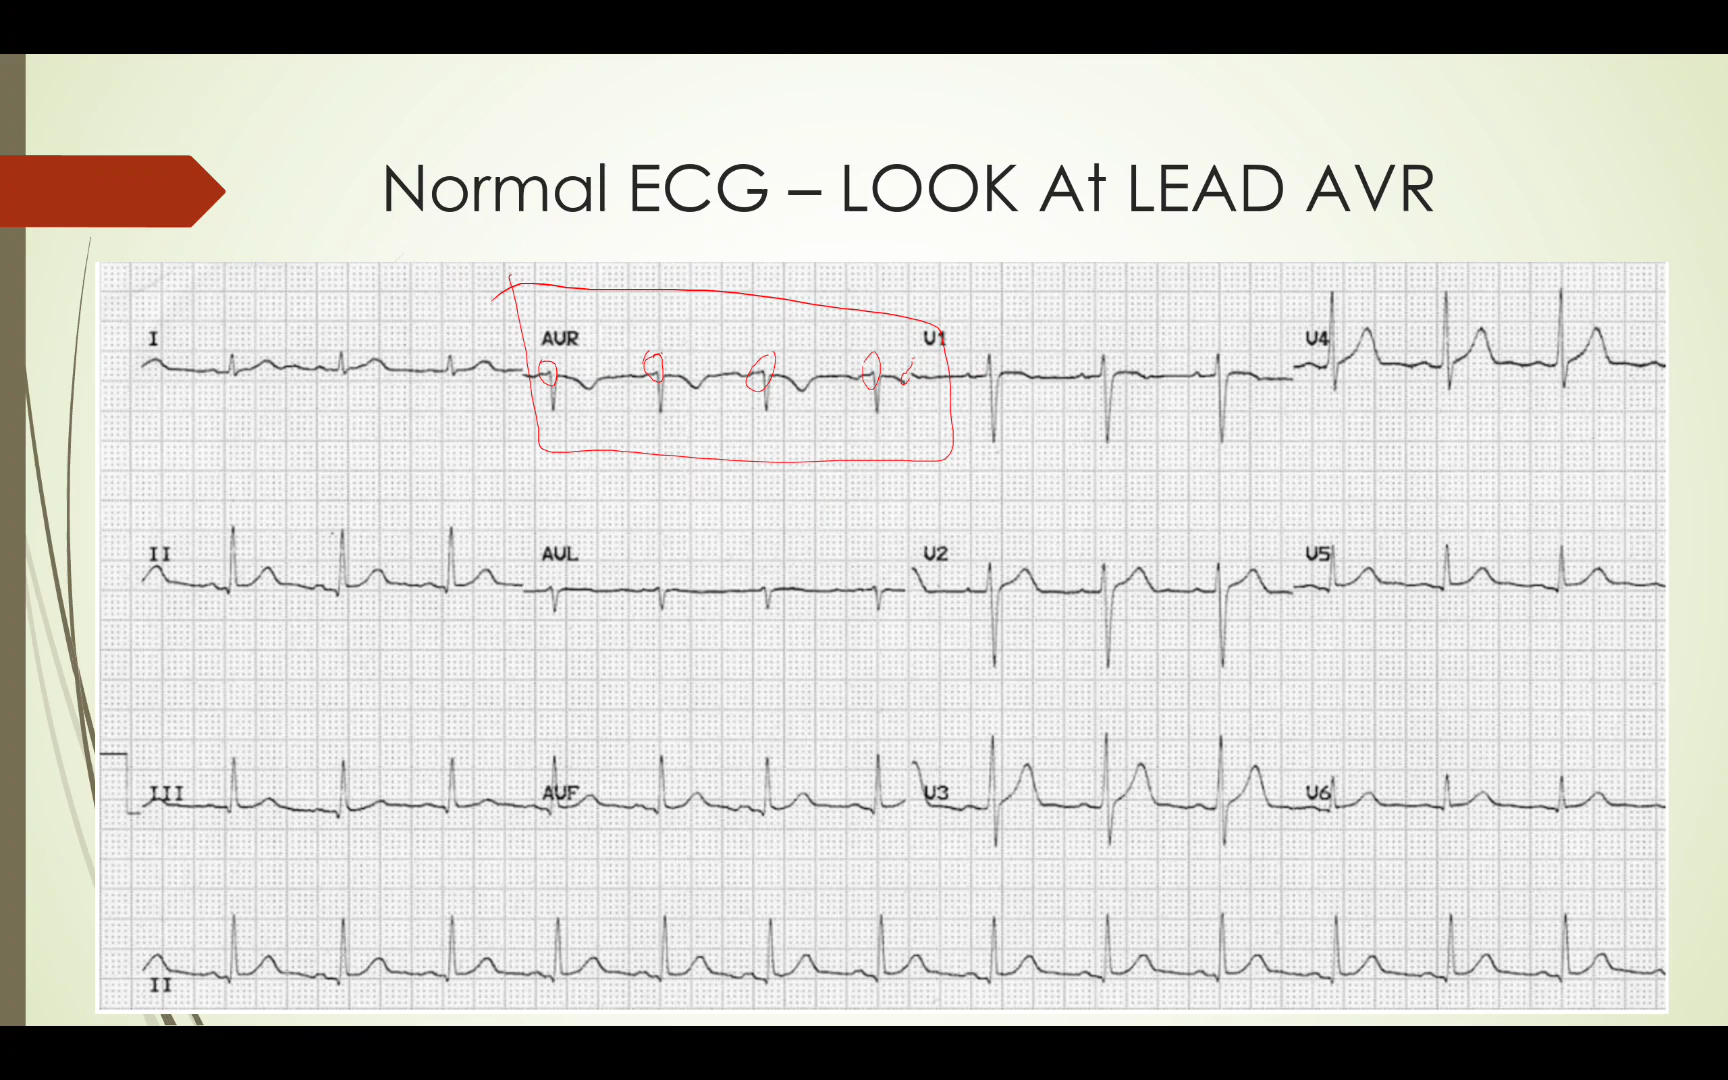 Normal ECG – LOOK At LEAD AVR
I AVR V1 V4
II AVL V2 V5
III AVF V3 V6
II